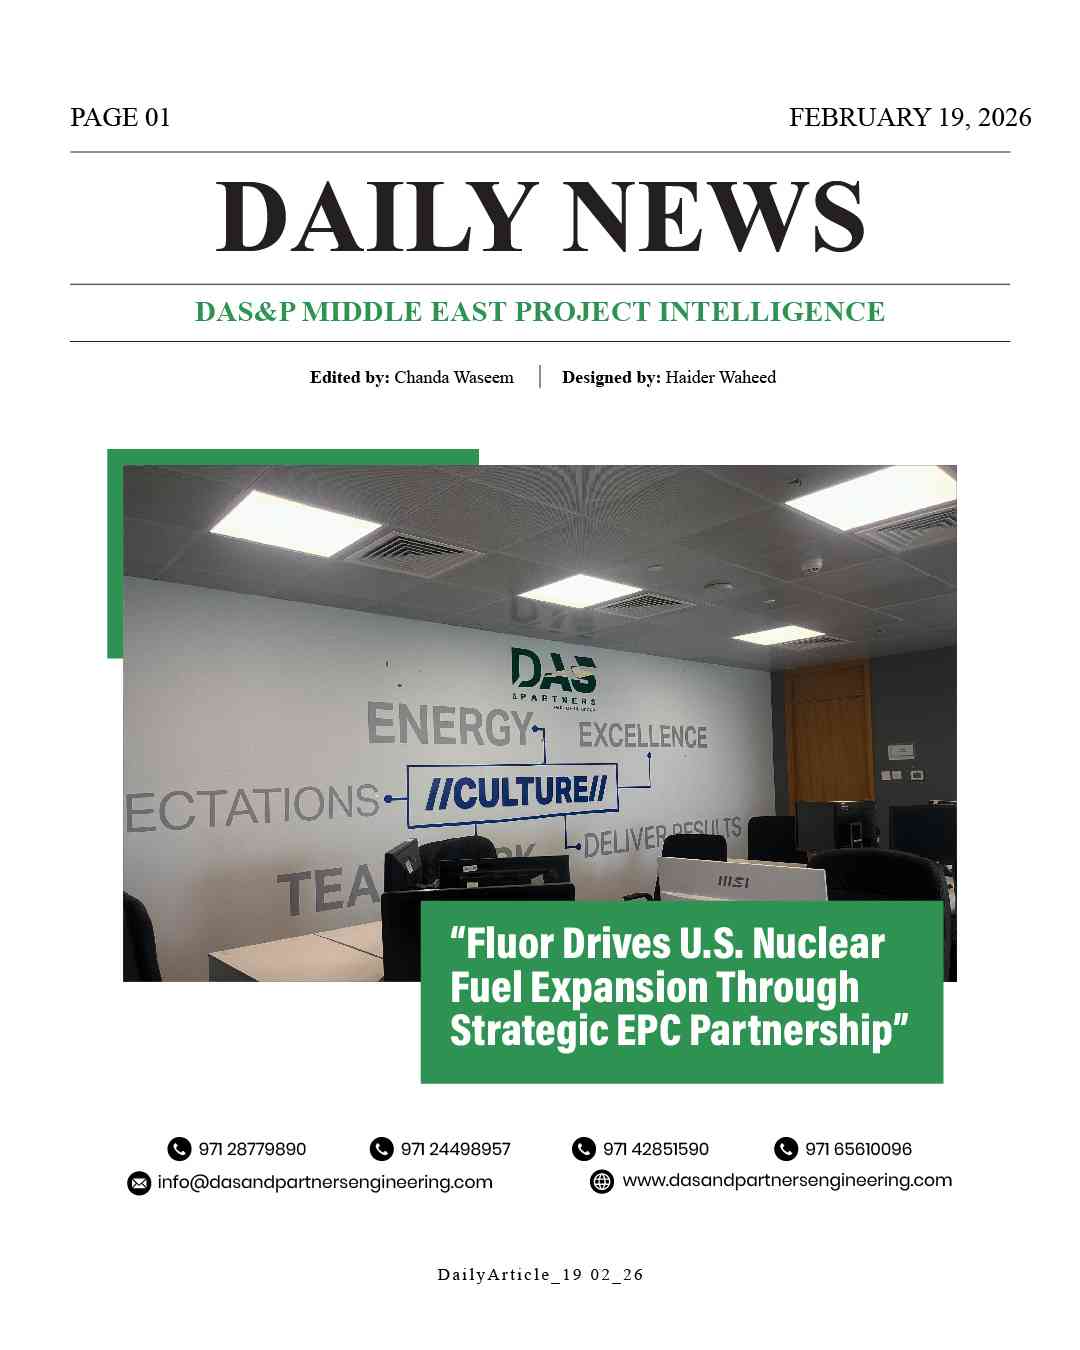 PAGE 01
FEBRUARY 19, 2026
DAILY NEWS
DAS&P MIDDLE EAST PROJECT INTELLIGENCE
Edited by: Chanda Waseem
Designed by: Haider Waheed
DAS
& PARTNERS
ENERGY
EXCELLENCE
//CULTURE//
ECTATIONS
DELIVER RESULTS
TEA
msi
“Fluor Drives U.S. Nuclear
Fuel Expansion Through
Strategic EPC Partnership”
971 28779890
971 24498957
971 42851590
971 65610096
info@dasandpartnersengineering.com
www.dasandpartnersengineering.com
DailyArticle_19 02_26